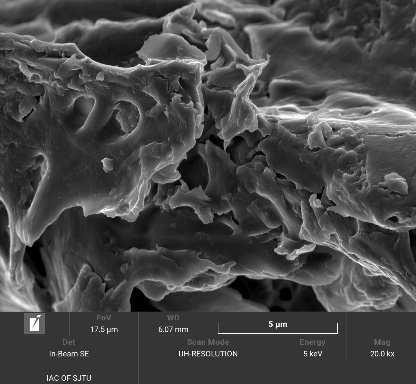 FoV
17.5 µm
WD
6.07 mm
5 µm
Det
In-Beam SE
Scan Mode
UH-RESOLUTION
Energy
5 keV
Mag
20.0 kx
IAC OF SJTU